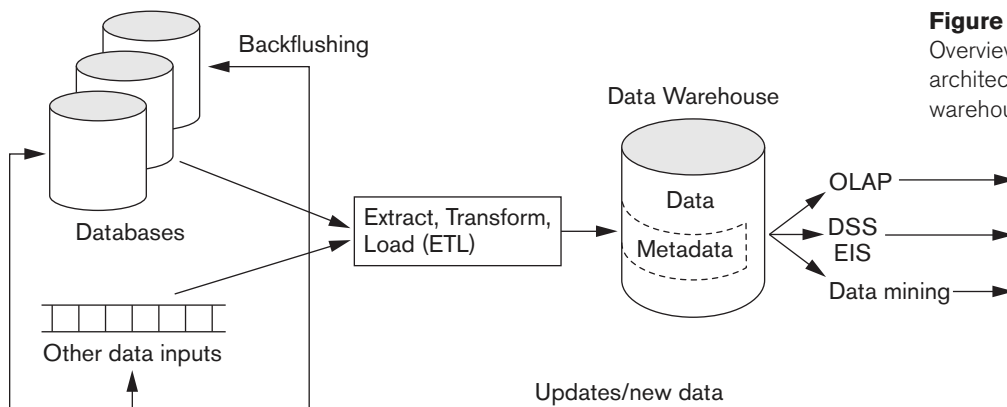 Figure
Overview
architec
warehou
Backflushing
Data Warehouse
Databases
Extract, Transform,
Load (ETL)
Data
Metadata
OLAP
DSS
EIS
Data mining
Other data inputs
Updates/new data